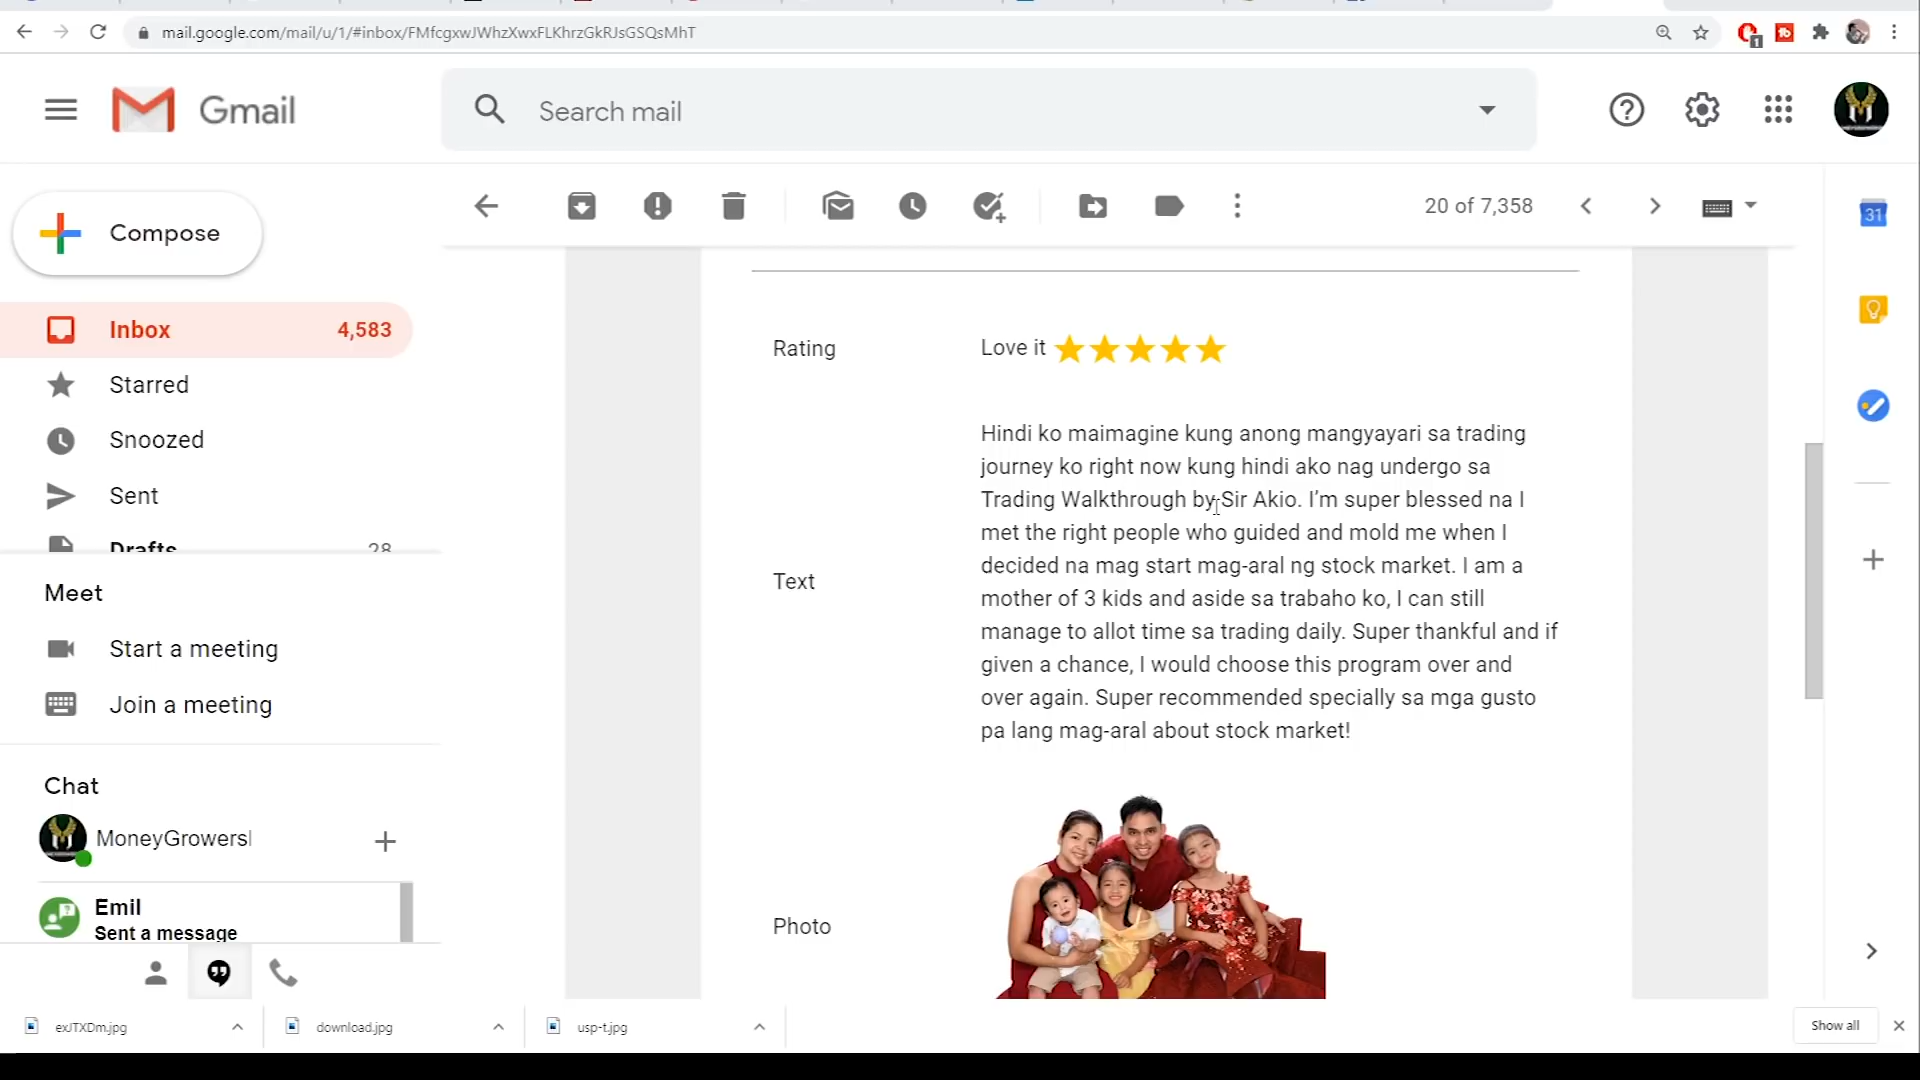 mail.google.com/mail/u/1/#inbox/FMfcgxwJWhzXwxFLKhrzGkRJsGSQsMhT
1
Gmail
Search mail
Compose
20 of 7,358
31
Inbox 4,583
Starred
Snoozed
Sent
Drafts 28
Meet
Start a meeting
Join a meeting
Chat
MoneyGrowers
Emil
Sent a message
Rating
Love it
Text
Hindi ko maimagine kung anong mangyayari sa trading
journey ko right now kung hindi ako nag undergo sa
Trading Walkthrough by Sir Akio. I’m super blessed na I
met the right people who guided and mold me when I
decided na mag start mag-aral ng stock market. I am a
mother of 3 kids and aside sa trabaho ko, I can still
manage to allot time sa trading daily. Super thankful and if
given a chance, I would choose this program over and
over again. Super recommended specially sa mga gusto
pa lang mag-aral about stock market!
Photo
exJTXDm.jpg
download.jpg
usp-t.jpg
Show all